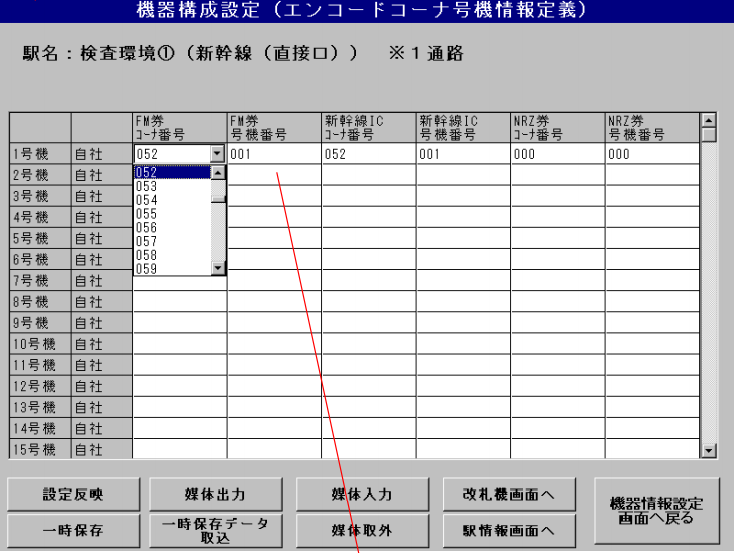 機器構成設定（エンコードコーナ号機情報定義）
駅名：検査環境①（新幹線（直接口））　※１通路
FM券 FM券 新幹線IC 新幹線IC NRZ券 NRZ券
ｺｰﾅ番号 号機番号 ｺｰﾅ番号 号機番号 ｺｰﾅ番号 号機番号
1号機 自社 052 001 052 001 000 000
2号機 自社 052
053
3号機 自社 054
4号機 自社 055
5号機 自社 056
057
6号機 自社 058
7号機 自社 059
8号機 自社
9号機 自社
10号機 自社
11号機 自社
12号機 自社
13号機 自社
14号機 自社
15号機 自社
設定反映 媒体出力 媒体入力 改札機画面へ 機器情報設定
画面へ戻る
一時保存 一時保存データ
取込 媒体取外 駅情報画面へ